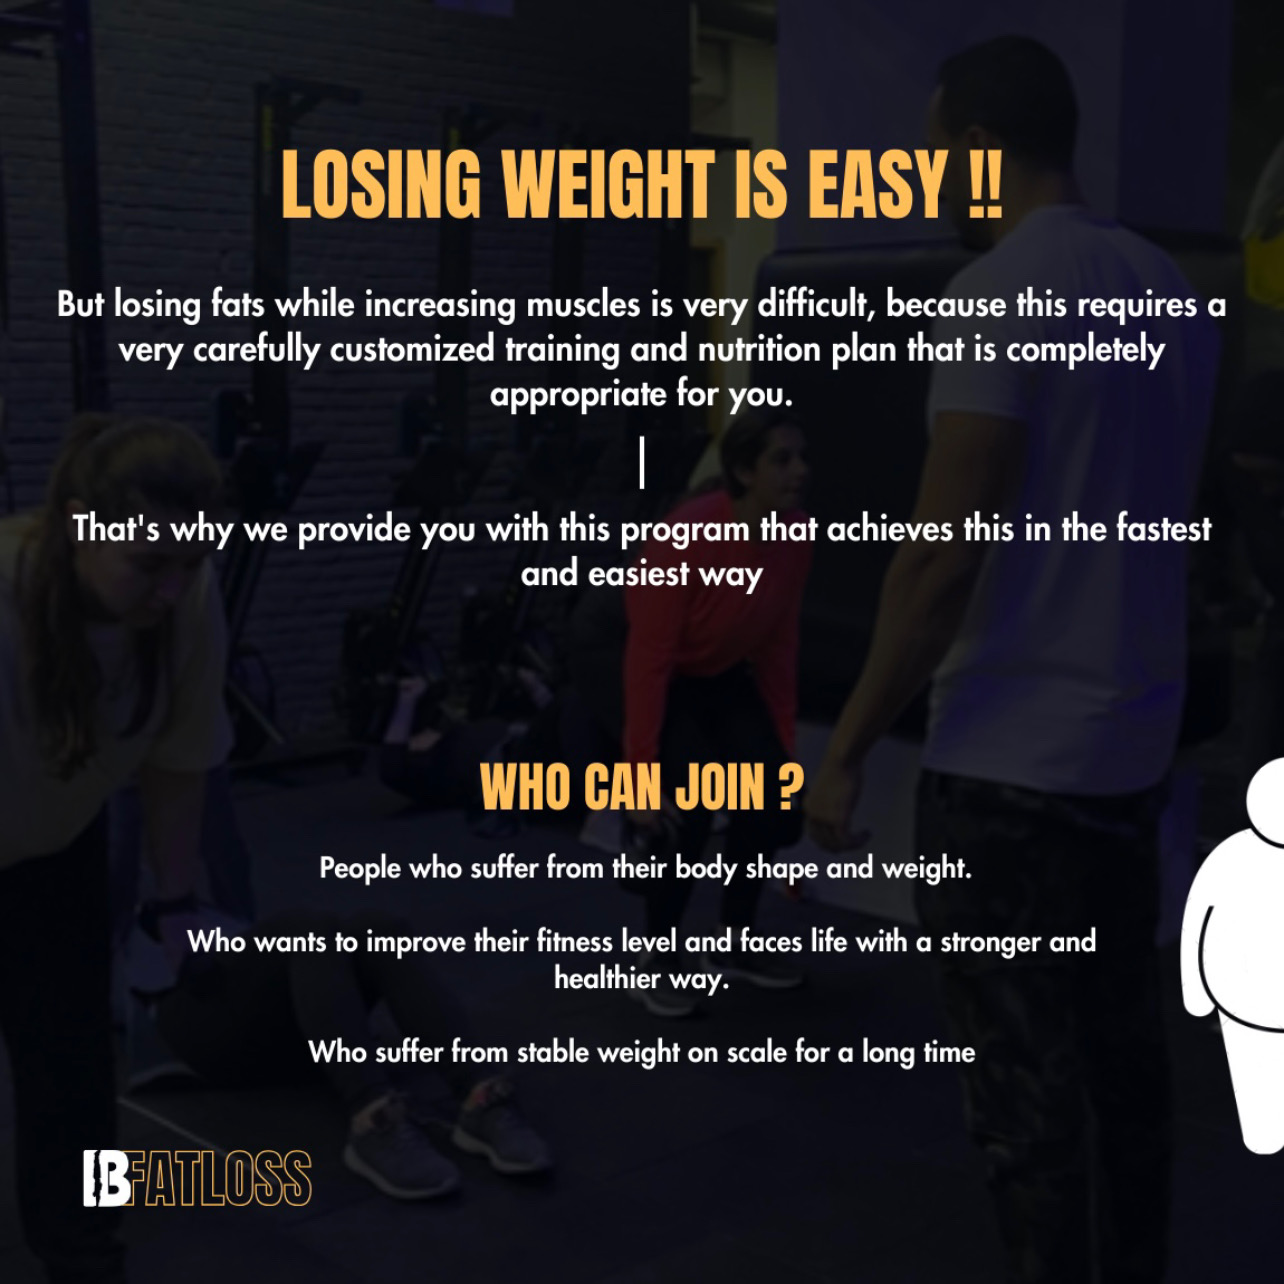 LOSING WEIGHT IS EASY !!
But losing fats while increasing muscles is very difficult, because this requires a
very carefully customized training and nutrition plan that is completely
appropriate for you.
That's why we provide you with this program that achieves this in the fastest
and easiest way
WHO CAN JOIN ?
People who suffer from their body shape and weight.
Who wants to improve their fitness level and faces life with a stronger and
healthier way.
Who suffer from stable weight on scale for a long time
IBFATLOSS